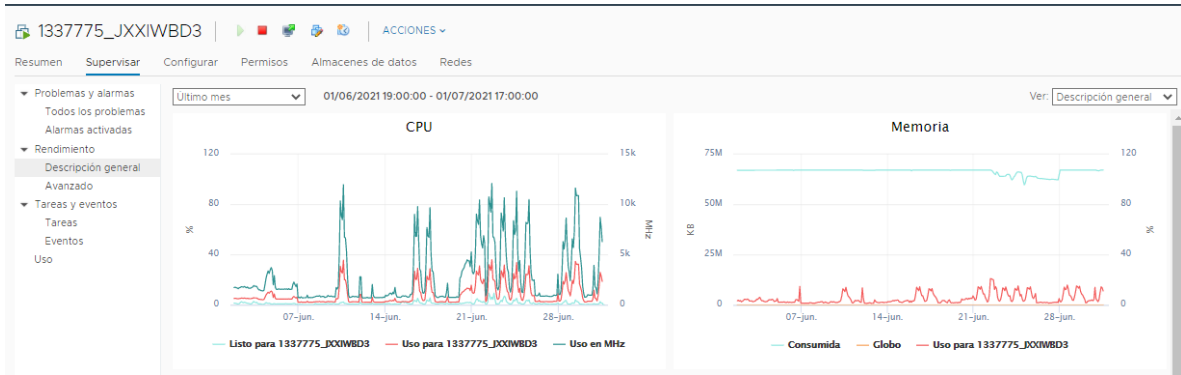 1337775_JXXIWBD3
ACCIONES
Resumen Supervisar Configurar Permisos Almacenes de datos Redes
Problemas y alarmas
Todos los problemas
Alarmas activadas
Rendimiento
Descripción general
Avanzado
Tareas y eventos
Tareas
Eventos
Uso
Último mes 01/06/2021 19:00:00 - 01/07/2021 17:00:00 Ver: Descripción general
CPU
120 15k
80 10k
% MHz
40 5k
0 0
07-jun. 14-jun. 21-jun. 28-jun.
Listo para 1337775_JXXIWBD3 Uso para 1337775_JXXIWBD3 Uso en MHz
Memoria
75M 120
50M 80
KB %
25M 40
0 0
07-jun. 14-jun. 21-jun. 28-jun.
Consumida Globo Uso para 1337775_JXXIWBD3